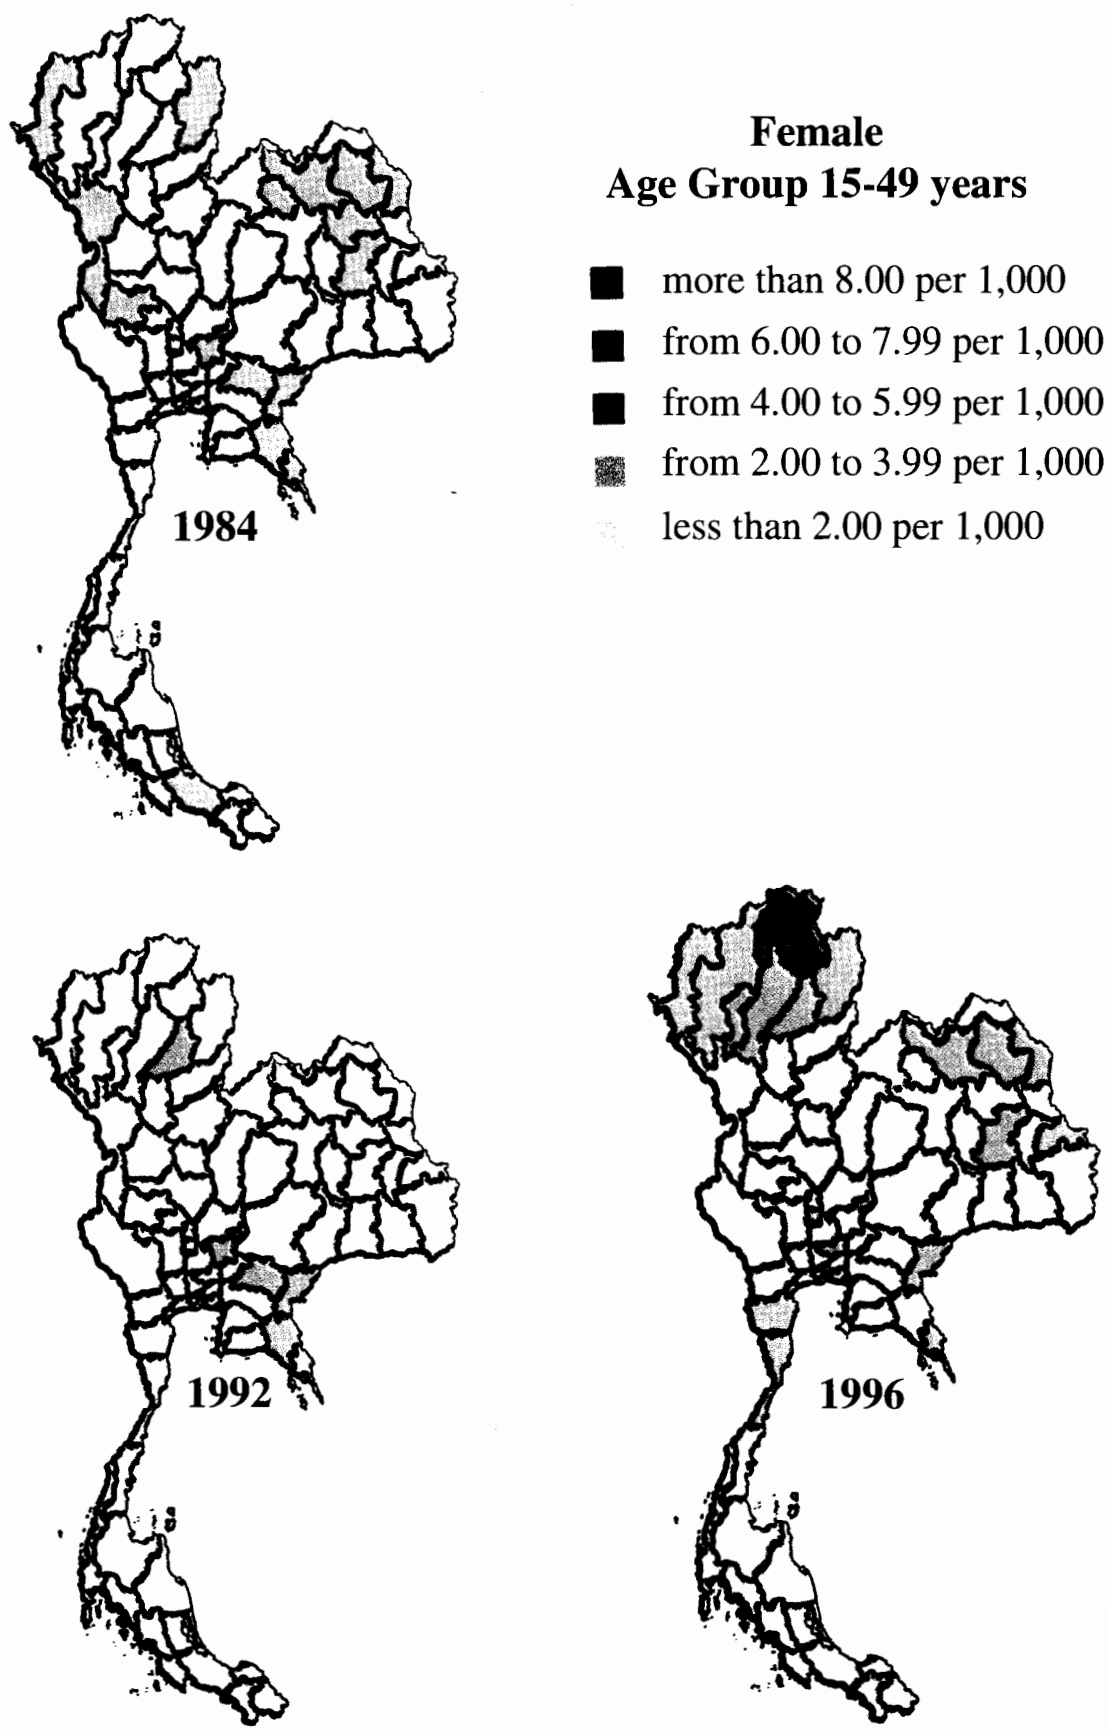 Female
Age Group 15-49 years
more than 8.00 per 1,000
from 6.00 to 7.99 per 1,000
from 4.00 to 5.99 per 1,000
from 2.00 to 3.99 per 1,000
less than 2.00 per 1,000
1984
1992
1996